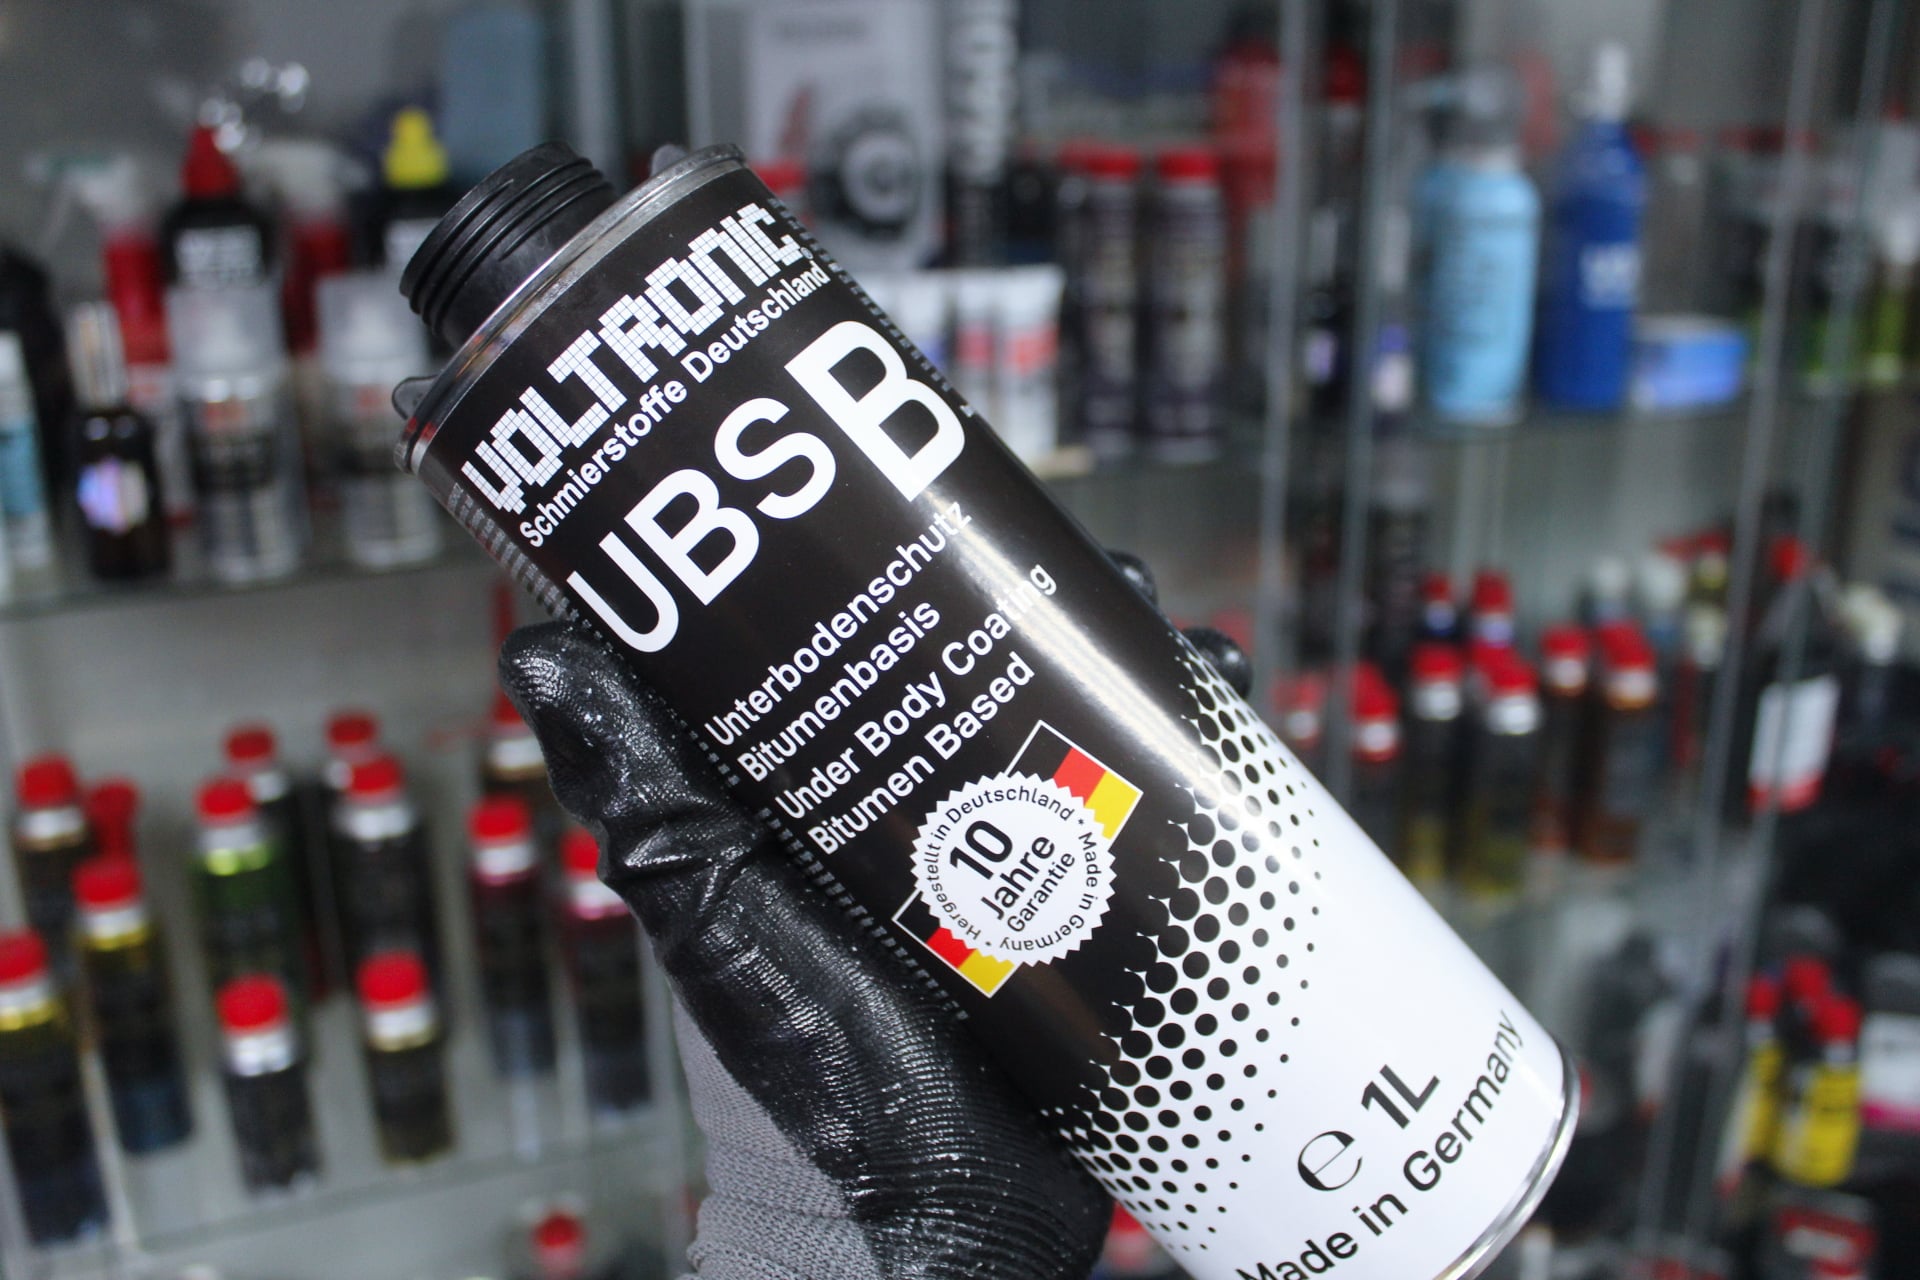 VOLTRONIC
Schmierstoffe Deutschland
UBS B
Unterbodenschutz
Bitumenbasis
Under Body Coating
Bitumen Based
Hergestellt in Deutschland * Made in Germany *
10
Jahre
Garantie
e 1L
Made in Germany